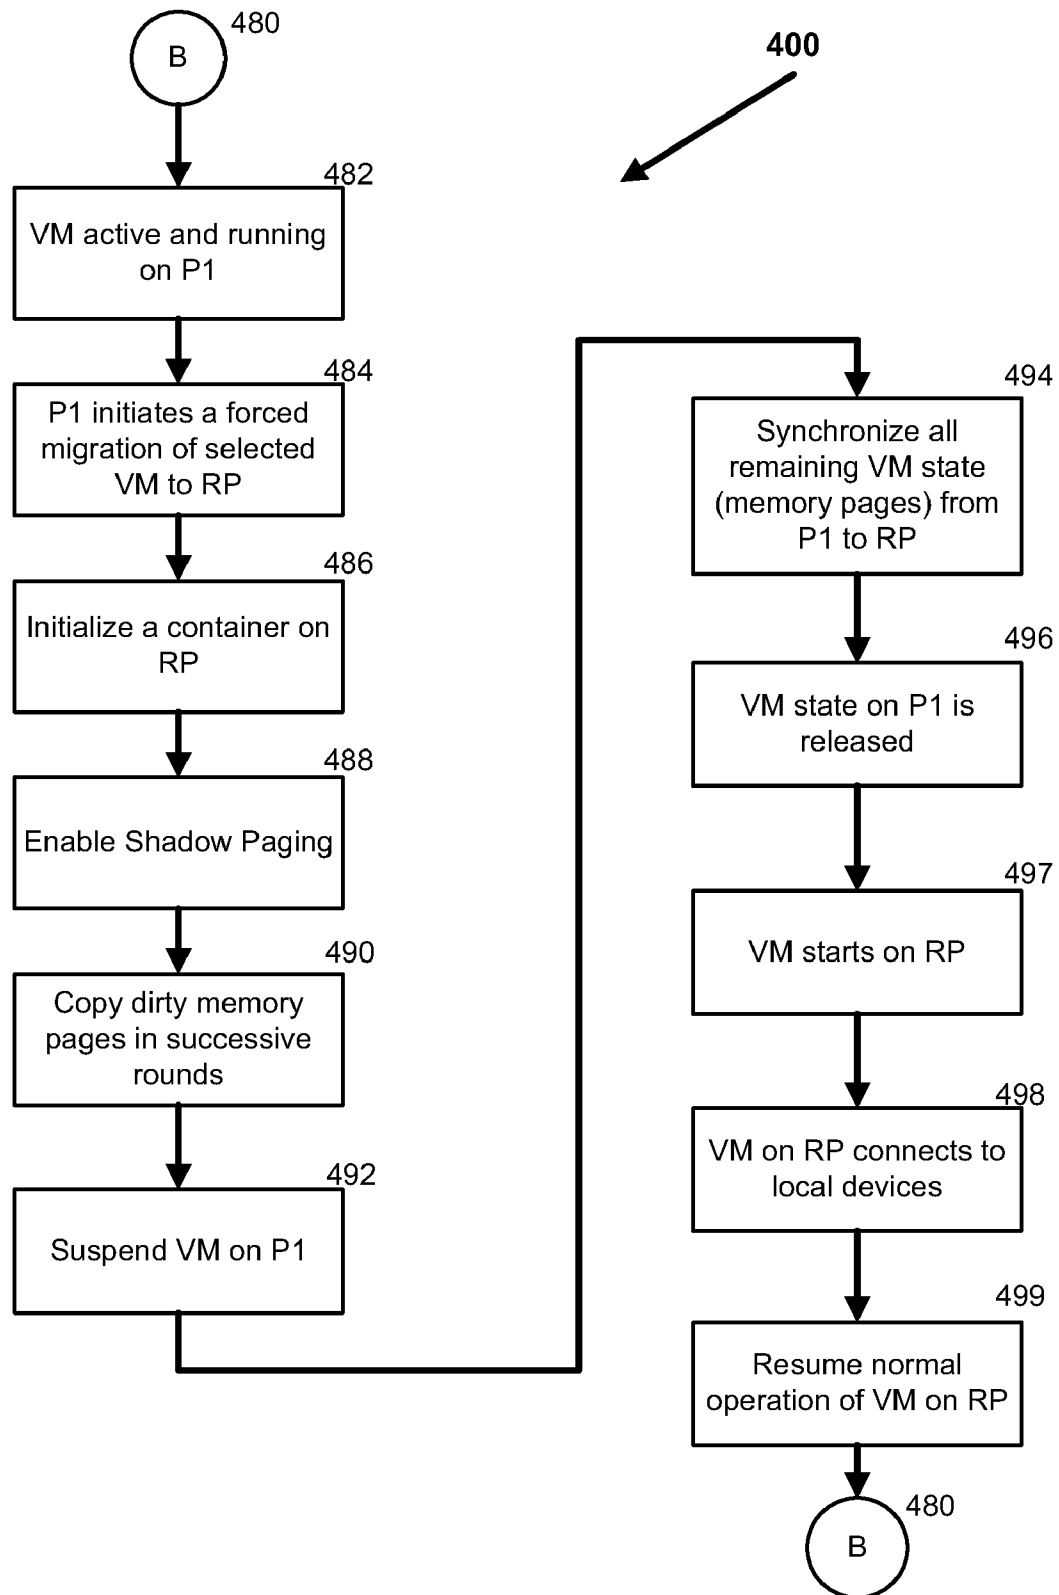 480
B
400
482
VM active and running
on P1
484
P1 initiates a forced
migration of selected
VM to RP
486
Initialize a container on
RP
488
Enable Shadow Paging
490
Copy dirty memory
pages in successive
rounds
492
Suspend VM on P1
494
Synchronize all
remaining VM state
(memory pages) from
P1 to RP
496
VM state on P1 is
released
497
VM starts on RP
498
VM on RP connects to
local devices
499
Resume normal
operation of VM on RP
480
B